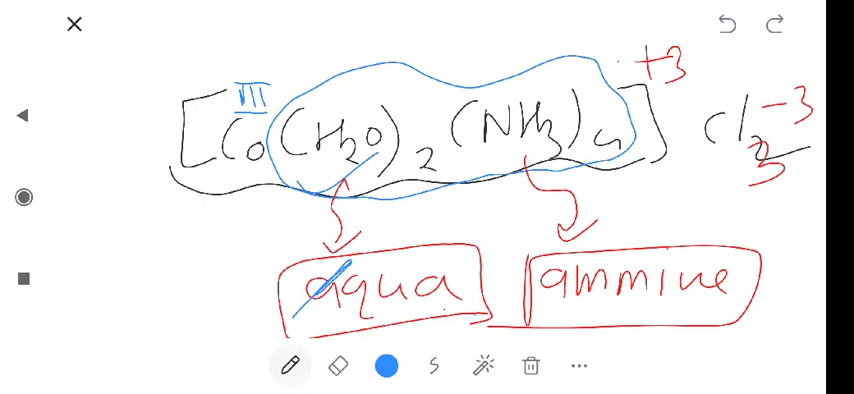 [Co(H₂O)₂(NH₃)₄]⁺³ Cl₃⁻³
III
aqua ammine